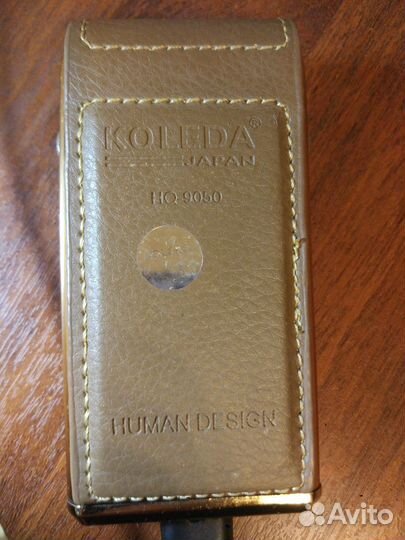 KOLEDA®
JAPAN
HQ 9050
HUMAN DESIGN
Avito